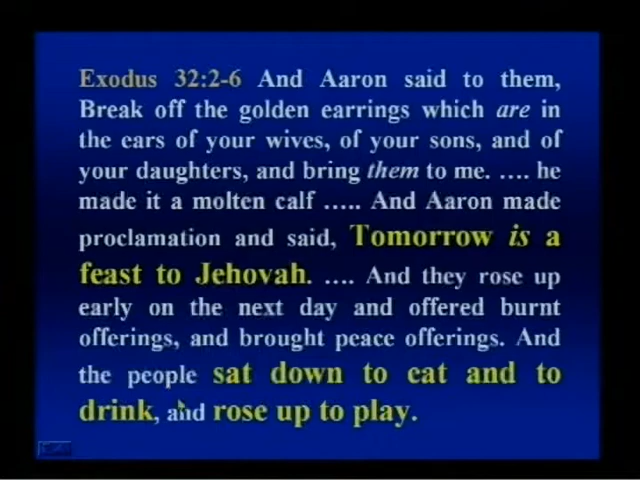 Exodus 32:2-6 And Aaron said to them,
Break off the golden earrings which are in
the ears of your wives, of your sons, and of
your daughters, and bring them to me. .... he
made it a molten calf ..... And Aaron made
proclamation and said, Tomorrow is a
feast to Jehovah. .... And they rose up
early on the next day and offered burnt
offerings, and brought peace offerings. And
the people sat down to eat and to
drink, and rose up to play.